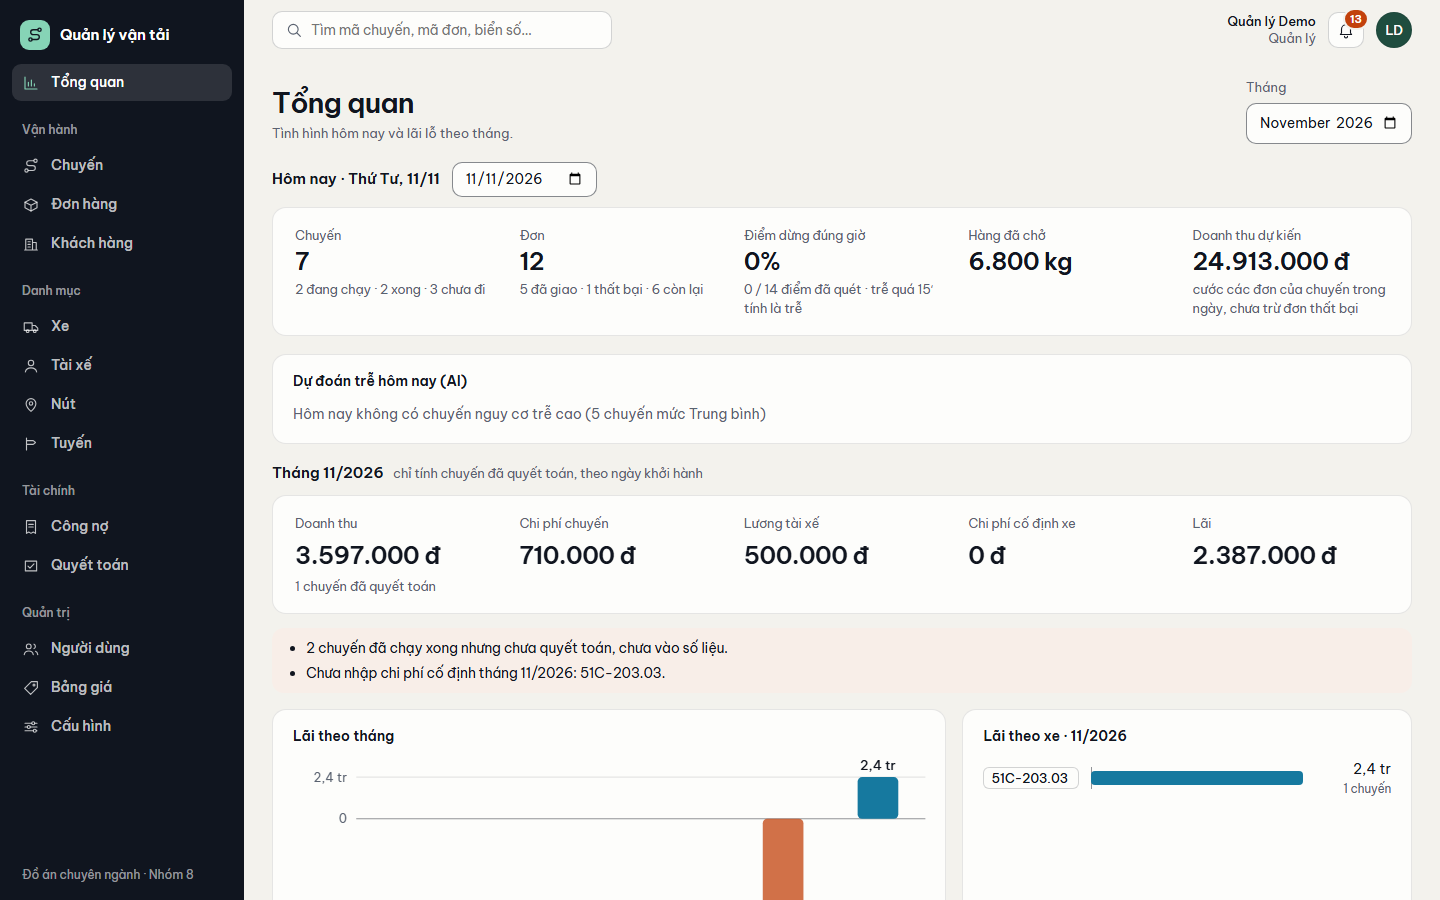 Quản lý vận tải
Tổng quan
Vận hành
Chuyến
Đơn hàng
Khách hàng
Danh mục
Xe
Tài xế
Nút
Tuyến
Tài chính
Công nợ
Quyết toán
Quản trị
Người dùng
Bảng giá
Cấu hình
Đồ án chuyên ngành · Nhóm 8
Tìm mã chuyến, mã đơn, biển số...
Quản lý Demo
Quản lý
13
LD
Tổng quan
Tình hình hôm nay và lãi lỗ theo tháng.
Tháng
November 2026
Hôm nay · Thứ Tư, 11/11
11/11/2026
Chuyến
7
2 đang chạy · 2 xong · 3 chưa đi
Đơn
12
5 đã giao · 1 thất bại · 6 còn lại
Điểm dừng đúng giờ
0%
0 / 14 điểm đã quét · trễ quá 15'
tính là trễ
Hàng đã chở
6.800 kg
Doanh thu dự kiến
24.913.000 đ
cước các đơn của chuyến trong
ngày, chưa trừ đơn thất bại
Dự đoán trễ hôm nay (AI)
Hôm nay không có chuyến nguy cơ trễ cao (5 chuyến mức Trung bình)
Tháng 11/2026 chỉ tính chuyến đã quyết toán, theo ngày khởi hành
Doanh thu
3.597.000 đ
1 chuyến đã quyết toán
Chi phí chuyến
710.000 đ
Lương tài xế
500.000 đ
Chi phí cố định xe
0 đ
Lãi
2.387.000 đ
• 2 chuyến đã chạy xong nhưng chưa quyết toán, chưa vào số liệu.
• Chưa nhập chi phí cố định tháng 11/2026: 51C-203.03.
Lãi theo tháng
2,4 tr
2,4 tr
0
Lãi theo xe · 11/2026
51C-203.03
2,4 tr
1 chuyến